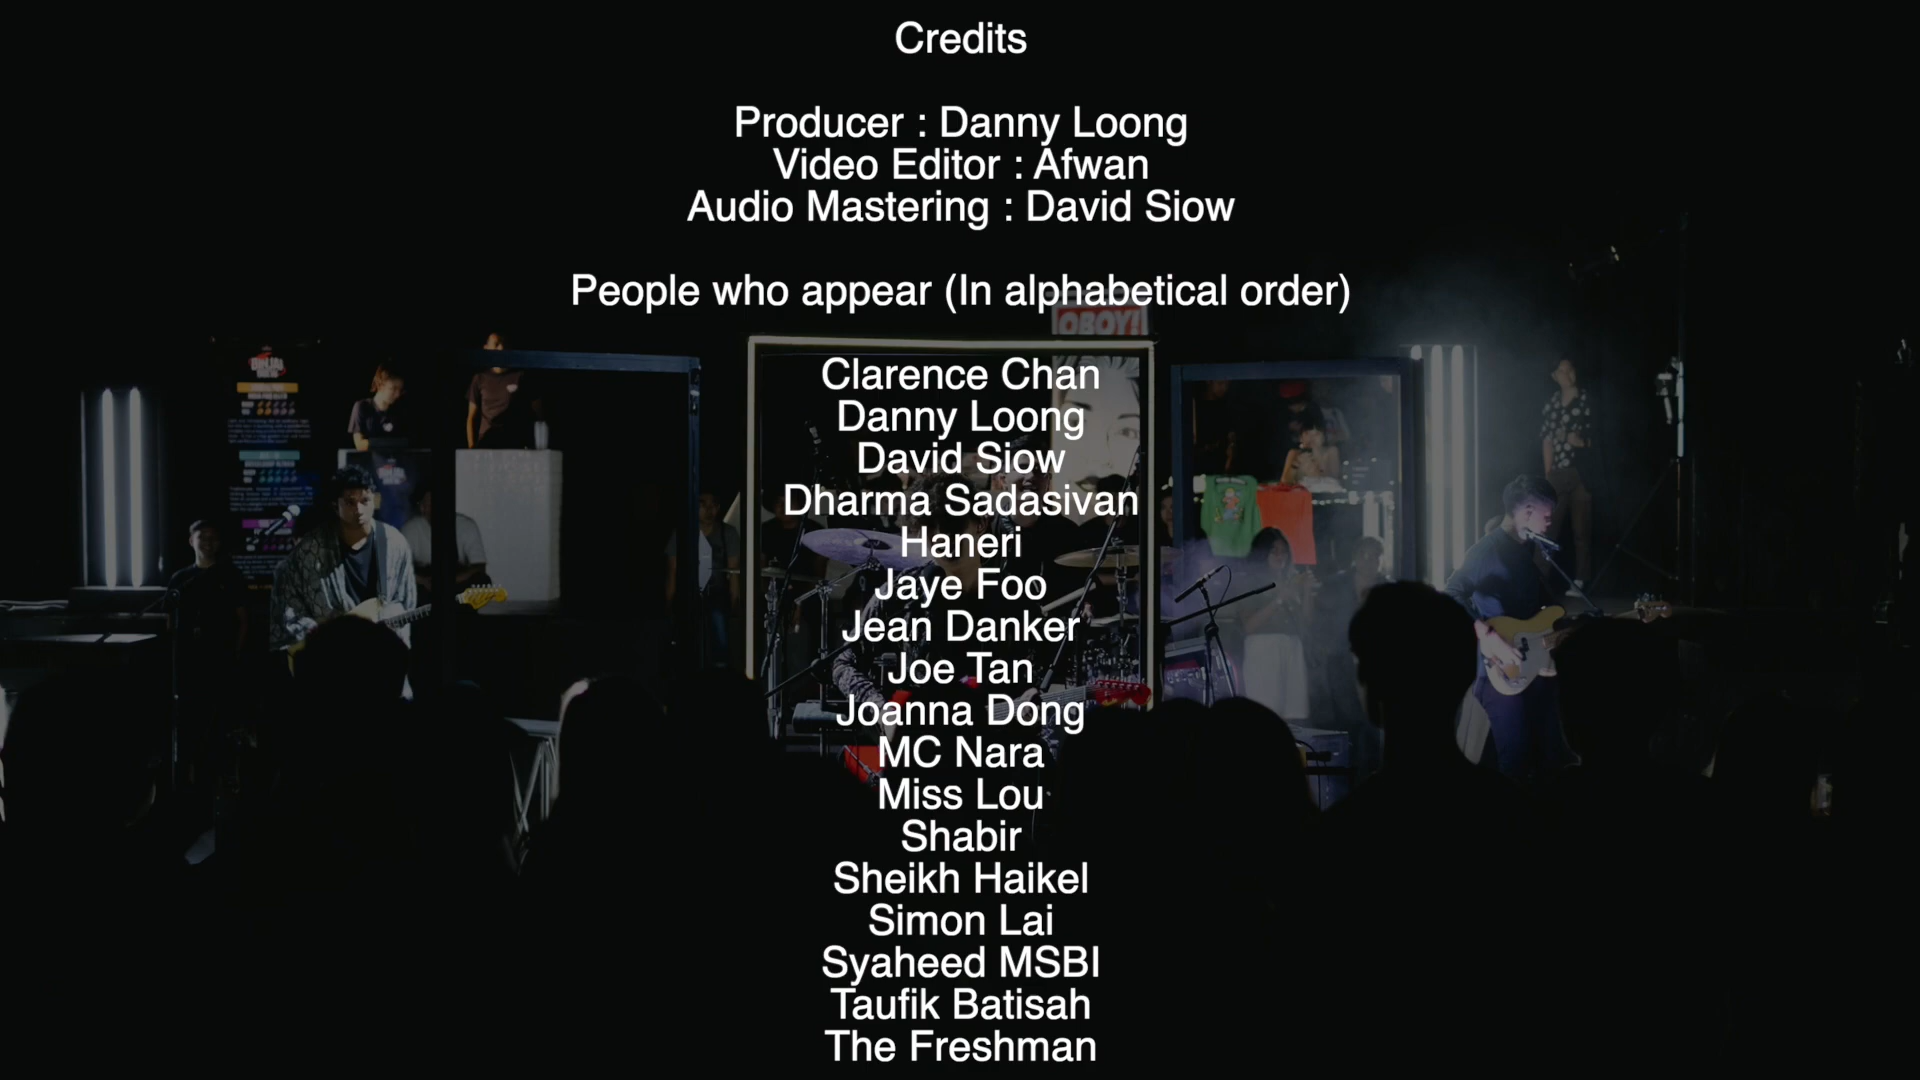 Credits
Producer : Danny Loong
Video Editor : Afwan
Audio Mastering : David Siow
People who appear (In alphabetical order)
OBOY!
Clarence Chan
Danny Loong
David Siow
Dharma Sadasivan
Haneri
Jaye Foo
Jean Danker
Joe Tan
Joanna Dong
MC Nara
Miss Lou
Shabir
Sheikh Haikel
Simon Lai
Syaheed MSBI
Taufik Batisah
The Freshman